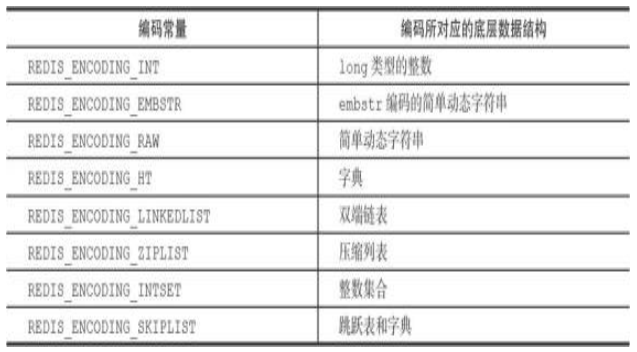 编码常量 编码所对应的底层数据结构
REDIS_ENCODING_INT long 类型的整数
REDIS_ENCODING_EMBSTR embstr 编码的简单动态字符串
REDIS_ENCODING_RAW 简单动态字符串
REDIS_ENCODING_HT 字典
REDIS_ENCODING_LINKEDLIST 双端链表
REDIS_ENCODING_ZIPLIST 压缩列表
REDIS_ENCODING_INTSET 整数集合
REDIS_ENCODING_SKIPLIST 跳跃表和字典